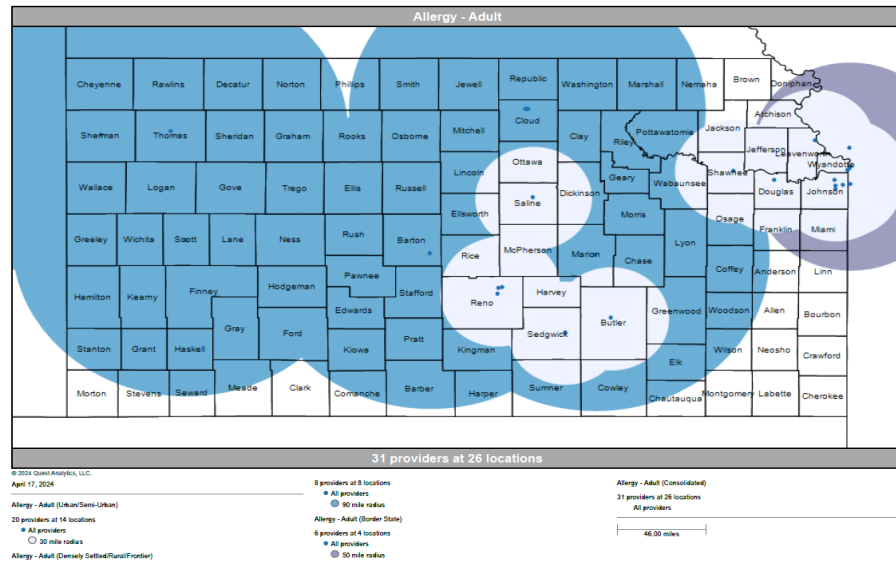 Allergy - Adult
Cheyenne Rawlins Decatur Norton Phillips Smith Jewell Republic Washington Marshall Nemaha Brown Doniphan
Sherman Thomas Sheridan Graham Rooks Osborne Mitchell Cloud Clay Riley Pottawatomie Jackson Atchison
Jefferson Leavenworth Wyandotte
Wallace Logan Gove Trego Ellis Russell Lincoln Ottawa Saline Dickinson Geary Wabaunsee Shawnee Douglas Johnson
Greeley Wichita Scott Lane Ness Rush Barton Ellsworth Rice McPherson Marion Morris Chase Lyon Osage Franklin Miami
Hamilton Kearny Finney Hodgeman Pawnee Edwards Stafford Reno Harvey Butler Greenwood Coffey Anderson Linn
Gray Ford Kiowa Pratt Kingman Sedgwick Woodson Allen Bourbon
Stanton Grant Haskell Elk Wilson Neosho Crawford
Morton Stevens Seward Meade Clark Comanche Barber Harper Sumner Cowley Chautauqua Montgomery Labette Cherokee
31 providers at 26 locations
© 2024 Quest Analytics, LLC.
April 17, 2024
Allergy - Adult (Urban/Semi-Urban)
20 providers at 14 locations
All providers
30 mile radius
Allergy - Adult (Densely Settled/Rural/Frontier)
8 providers at 8 locations
All providers
90 mile radius
Allergy - Adult (Border State)
6 providers at 4 locations
All providers
50 mile radius
Allergy - Adult (Consolidated)
31 providers at 26 locations
All providers
46.00 miles